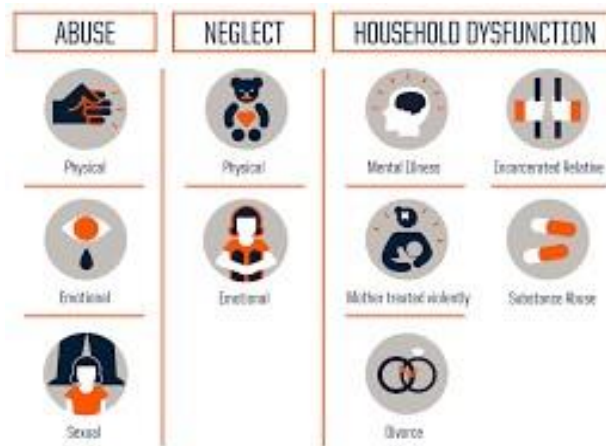 ABUSE
NEGLECT
HOUSEHOLD DYSFUNCTION
Physical
Emotional
Sexual
Physical
Emotional
Mental Illness
Incarcerated Relative
Mother treated violently
Substance Abuse
Divorce